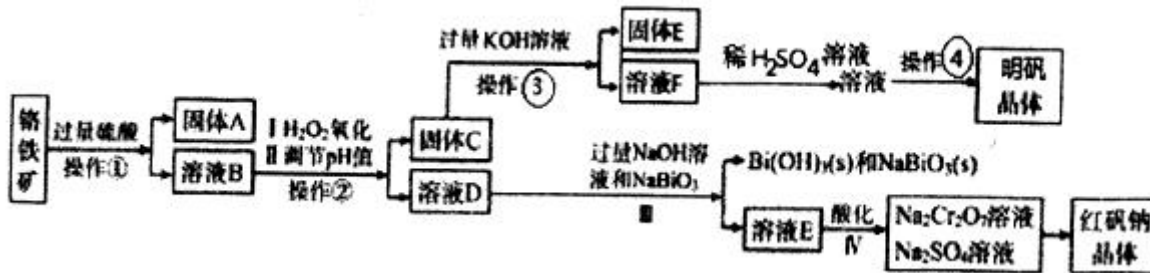 铬铁矿
过量硫酸
操作①
固体A
溶液B
Ⅰ H₂O₂氧化
Ⅱ 调节pH值
操作②
固体C
溶液D
过量KOH溶液
操作③
固体E
溶液F
稀H₂SO₄溶液
溶液
操作④
明矾
晶体
过量NaOH溶
液和NaBiO₃
Ⅲ
Bi(OH)₃(s)和NaBiO₃(s)
溶液E
酸化
Ⅳ
Na₂Cr₂O₇溶液
Na₂SO₄溶液
红矾钠
晶体